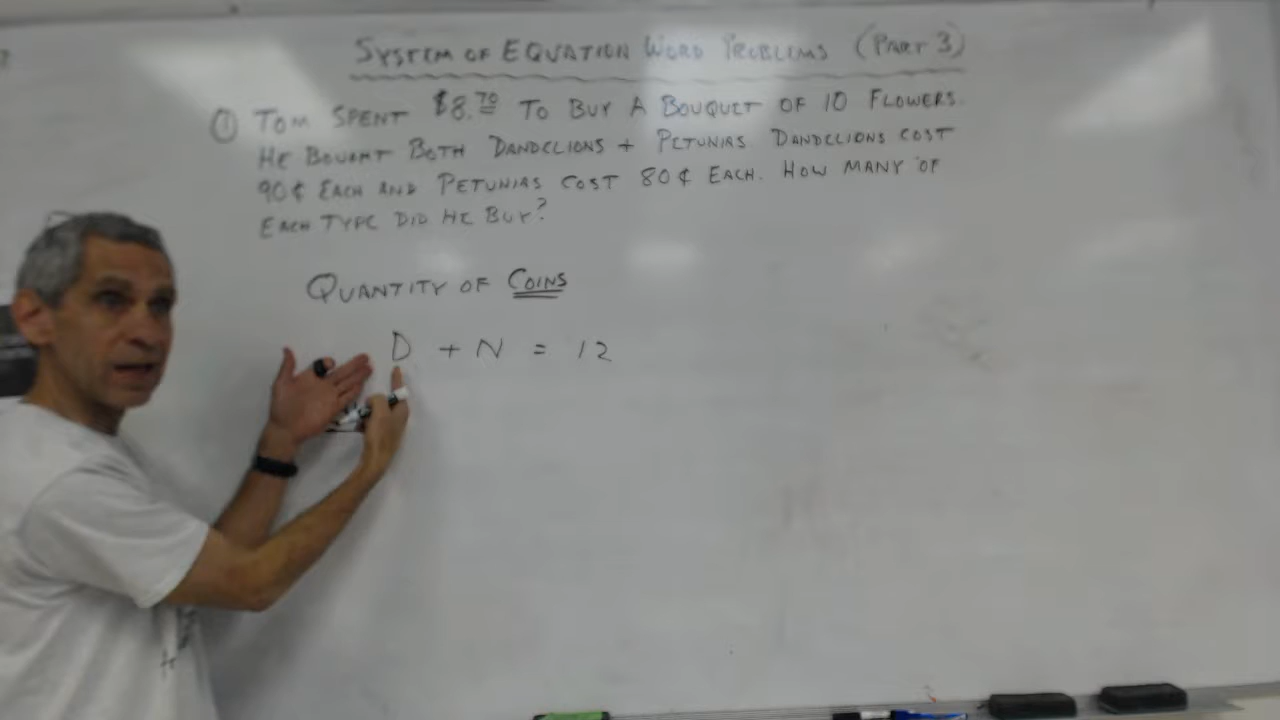 SYSTEM OF EQUATION WORD PROBLEMS (PART 3)
① TOM SPENT $8.70 TO BUY A BOUQUET OF 10 FLOWERS.
HE BOUGHT BOTH DANDELIONS + PETUNIAS DANDELIONS COST
90¢ EACH AND PETUNIAS COST 80¢ EACH. HOW MANY OF
EACH TYPE DID HE BUY?
QUANTITY OF COINS
D + N = 12